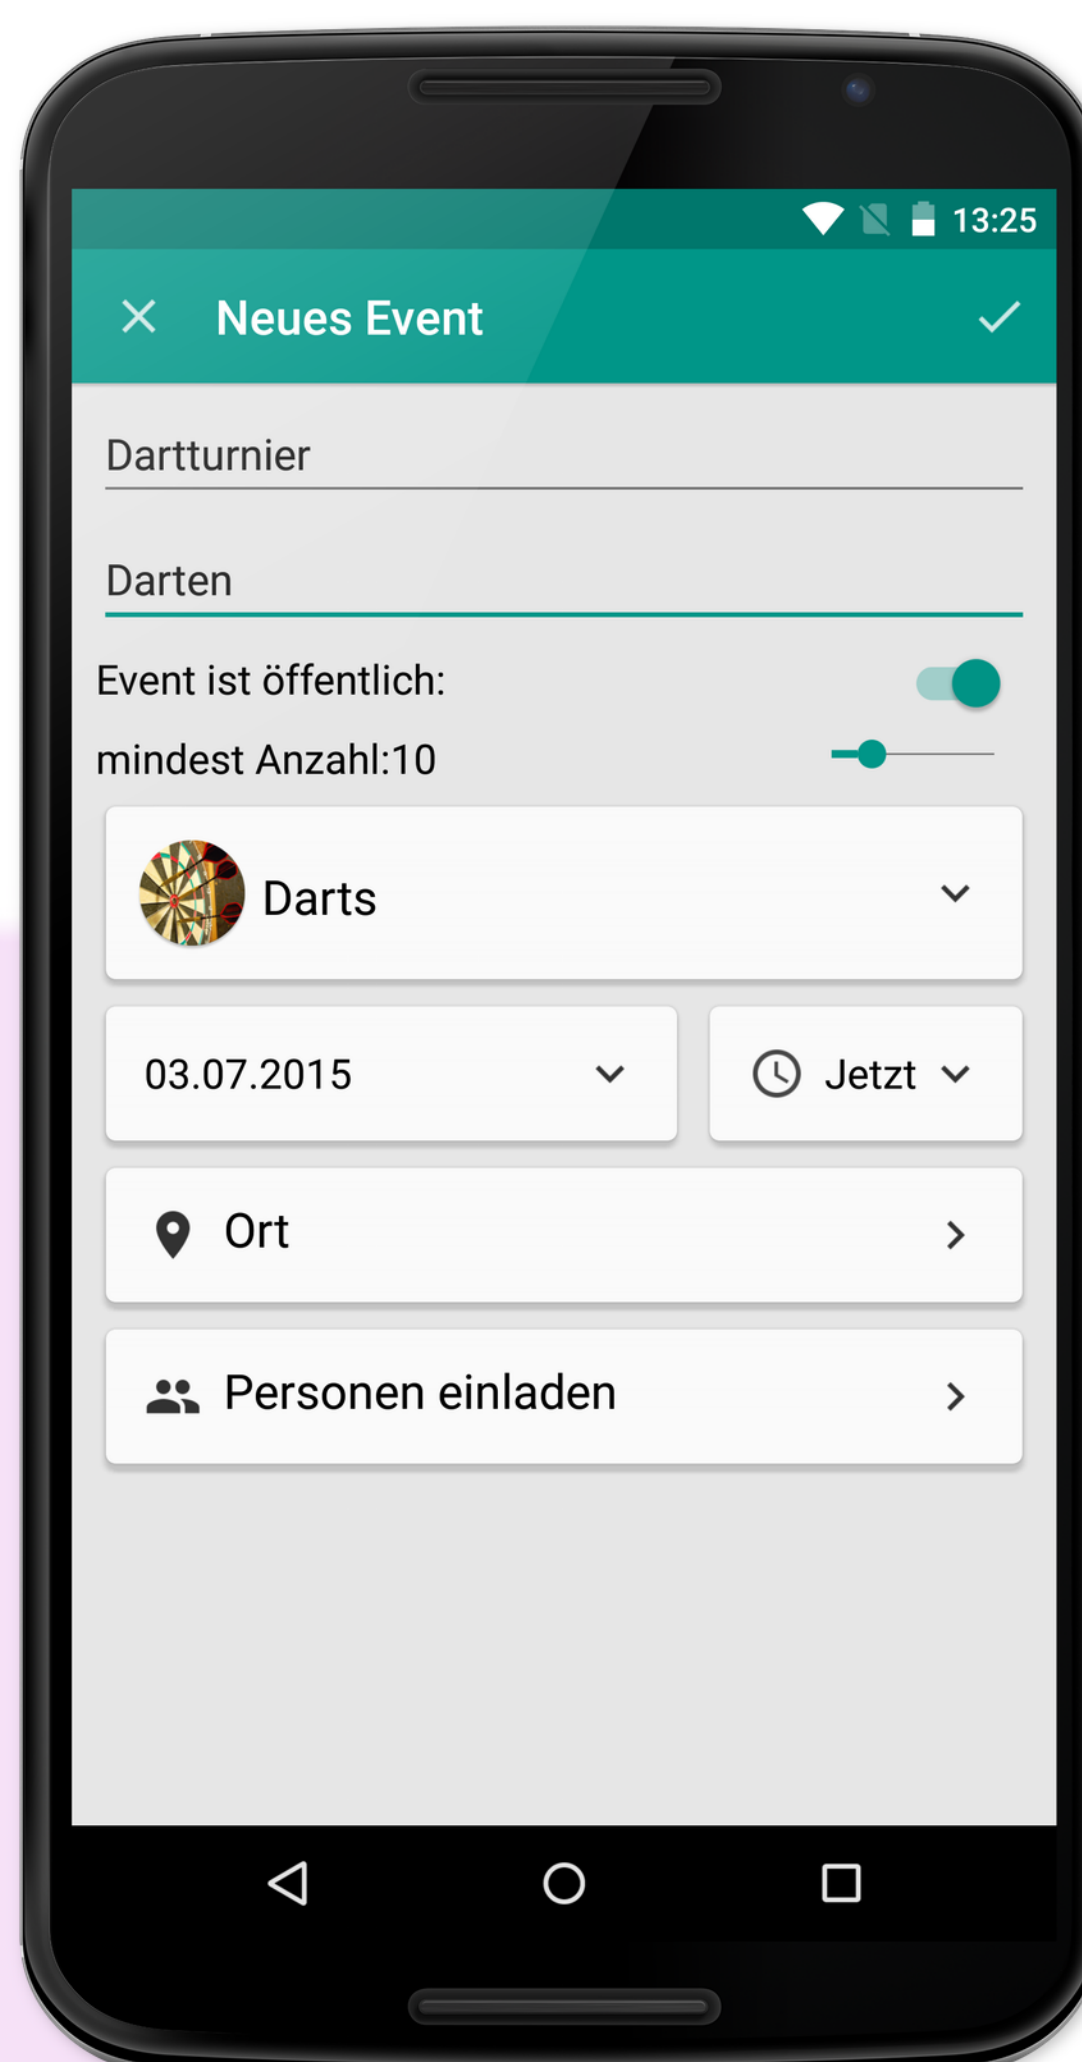 13:25
Neues Event
Dartturnier
Darten
Event ist öffentlich:
mindest Anzahl:10
Darts
03.07.2015 Jetzt
Ort
Personen einladen